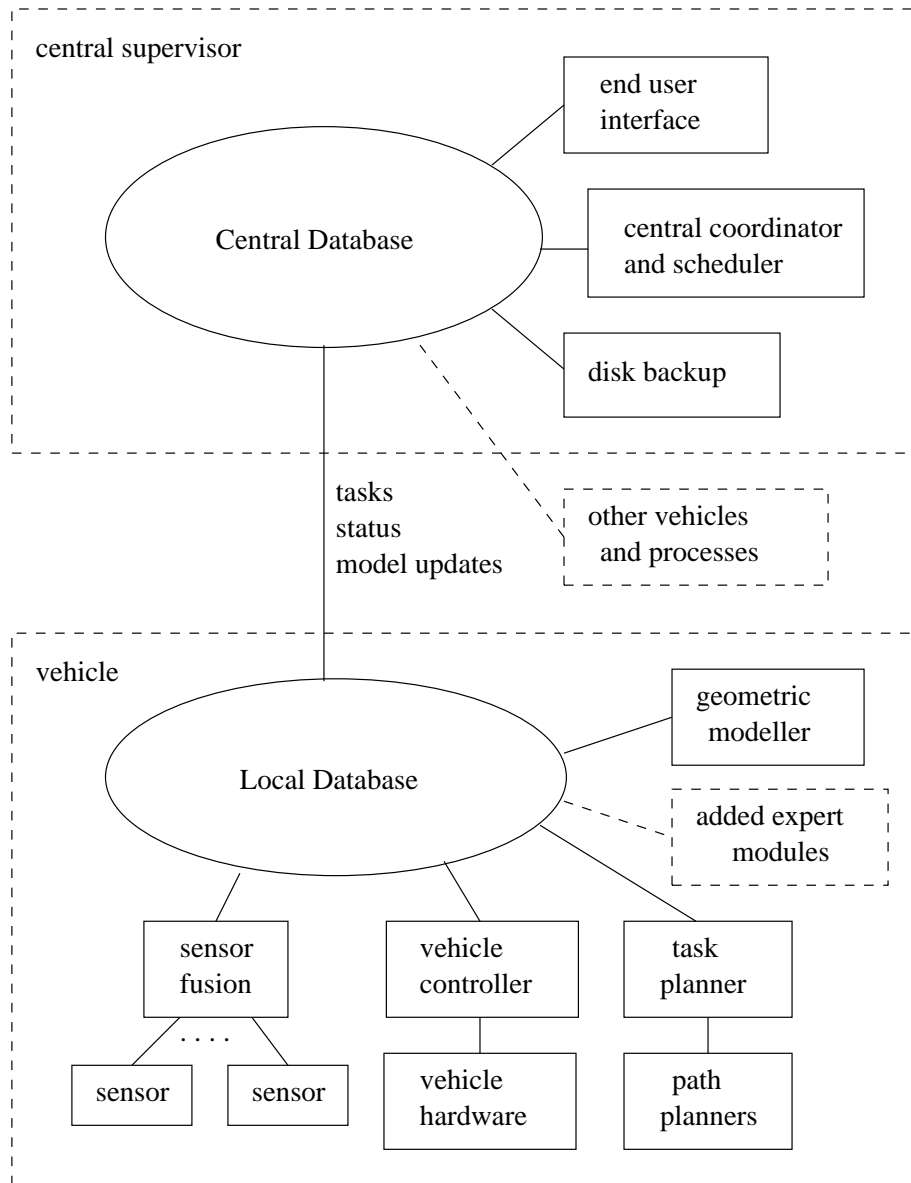 central supervisor
end user
interface
Central Database
central coordinator
and scheduler
disk backup
tasks
status
model updates
other vehicles
and processes
vehicle
geometric
modeller
Local Database
added expert
modules
sensor
fusion
vehicle
controller
task
planner
. . . .
sensor
sensor
vehicle
hardware
path
planners